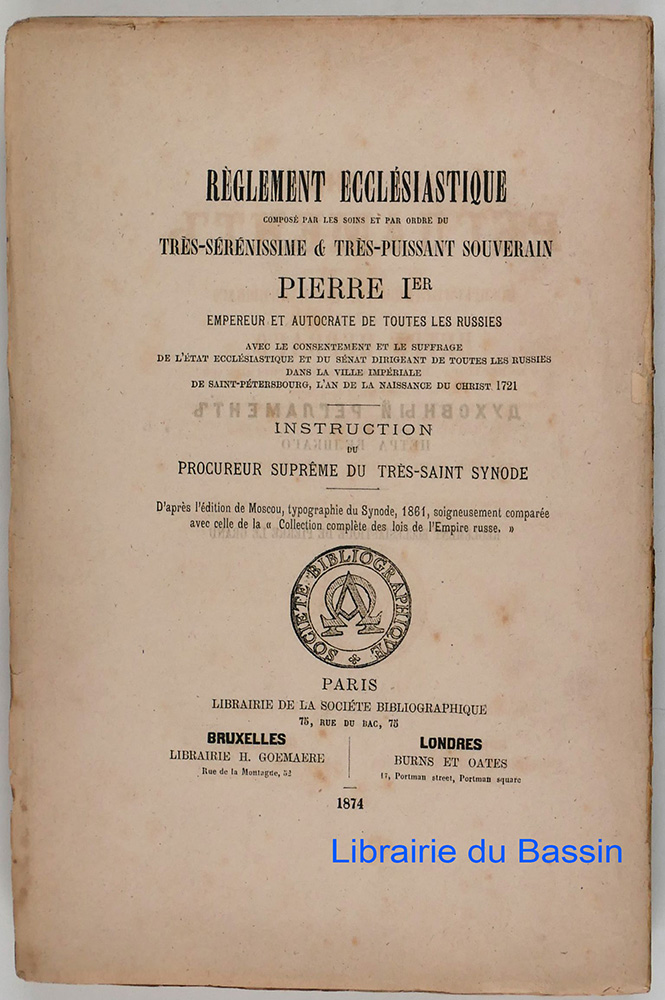 RÈGLEMENT ECCLÉSIASTIQUE
COMPOSÉ PAR LES SOINS ET PAR ORDRE DU
TRÈS-SÉRÉNISSIME & TRÈS-PUISSANT SOUVERAIN
PIERRE IER
EMPEREUR ET AUTOCRATE DE TOUTES LES RUSSIES
AVEC LE CONSENTEMENT ET LE SUFFRAGE
DE L'ÉTAT ECCLÉSIASTIQUE ET DU SÉNAT DIRIGEANT DE TOUTES LES RUSSIES
DANS LA VILLE IMPÉRIALE
DE SAINT-PÉTERSBOURG, L'AN DE LA NAISSANCE DU CHRIST 1721
ДУХОВНЫЙ РЕГЛАМЕНТЪ
INSTRUCTION
DU
PROCUREUR SUPRÊME DU TRÈS-SAINT SYNODE
D'après l'édition de Moscou, typographie du Synode, 1861, soigneusement comparée
avec celle de la « Collection complète des lois de l'Empire russe. »
SOCIETE BIBLIOGRAPHIQUE
PARIS
LIBRAIRIE DE LA SOCIÉTÉ BIBLIOGRAPHIQUE
75, RUE DU BAC, 75
BRUXELLES
LIBRAIRIE H. GOEMAERE
Rue de la Montagne, 52
LONDRES
BURNS ET OATES
17, Portman street, Portman square
1874
Librairie du Bassin